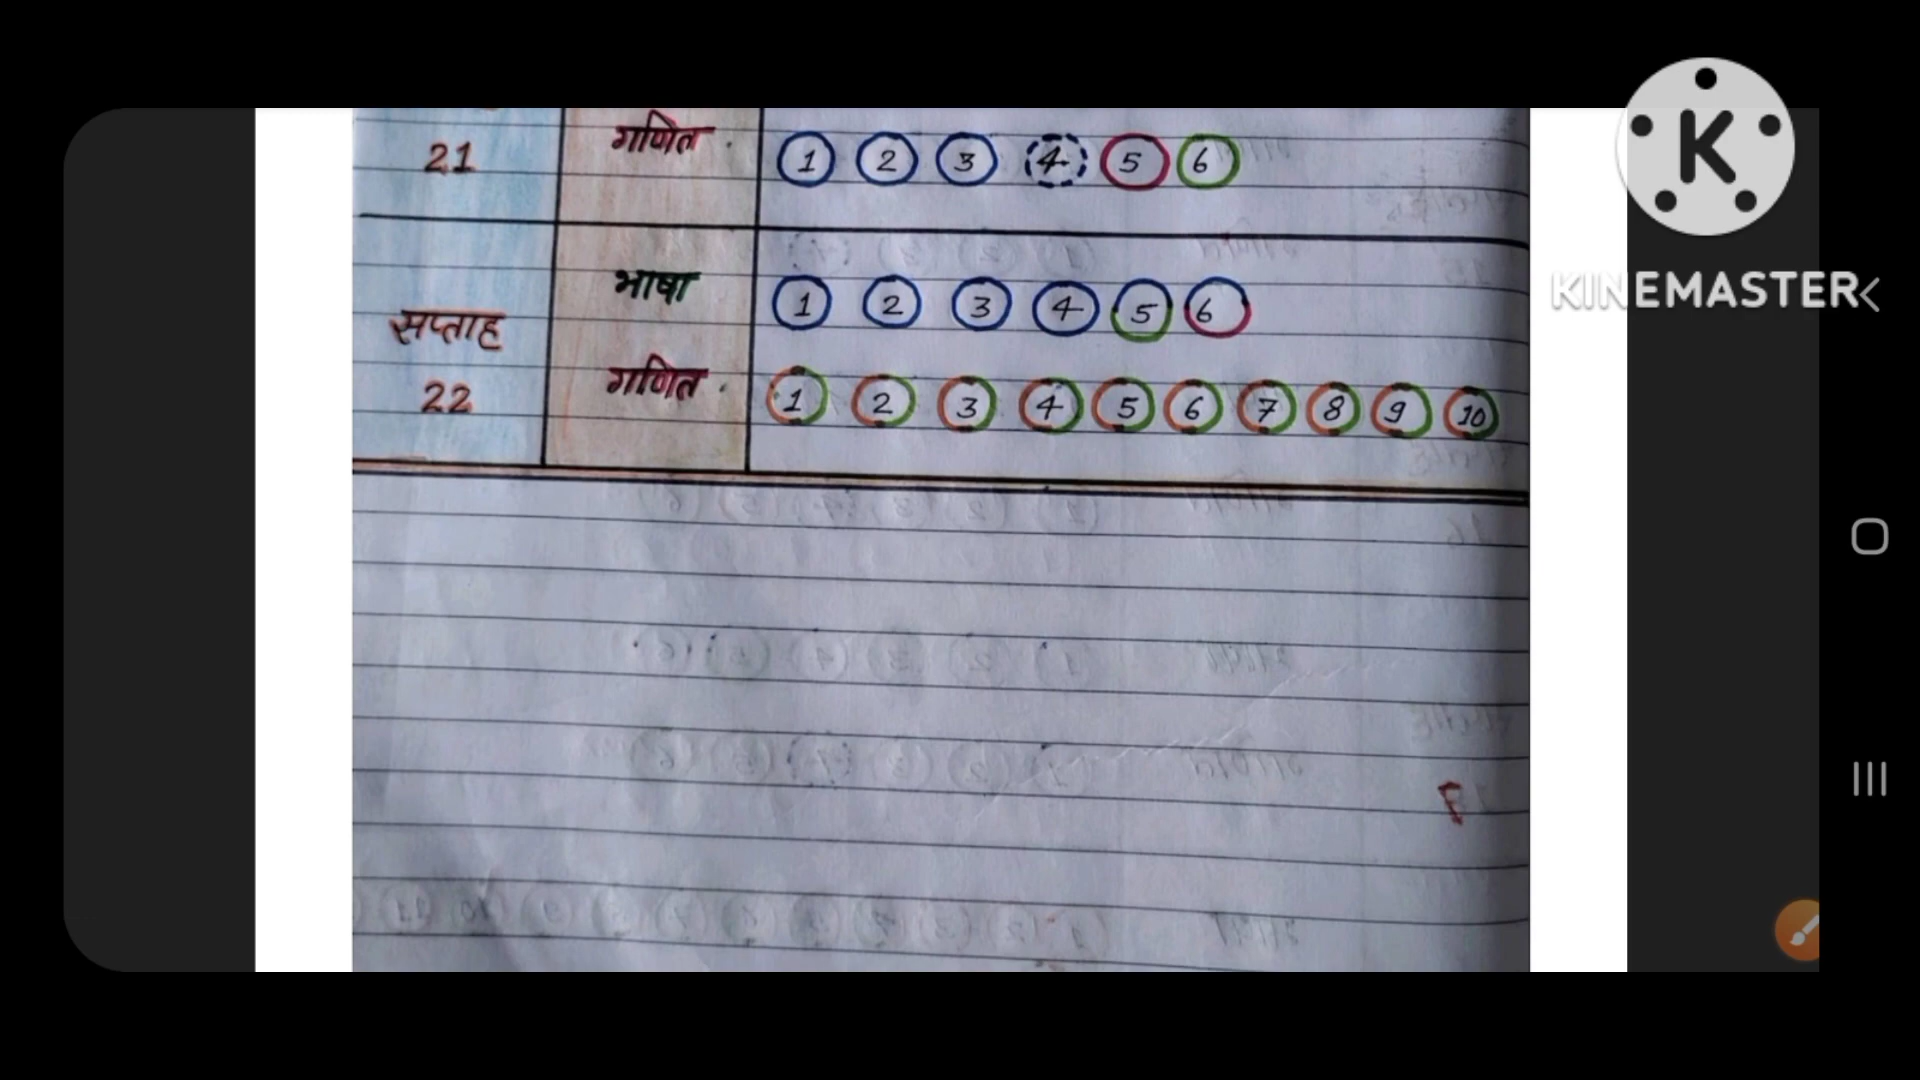 21 गणित . 1 2 3 4 5 6
भाषा 1 2 3 4 5 6
सप्ताह
22 गणित . 1 2 3 4 5 6 7 8 9 10
KINEMASTER